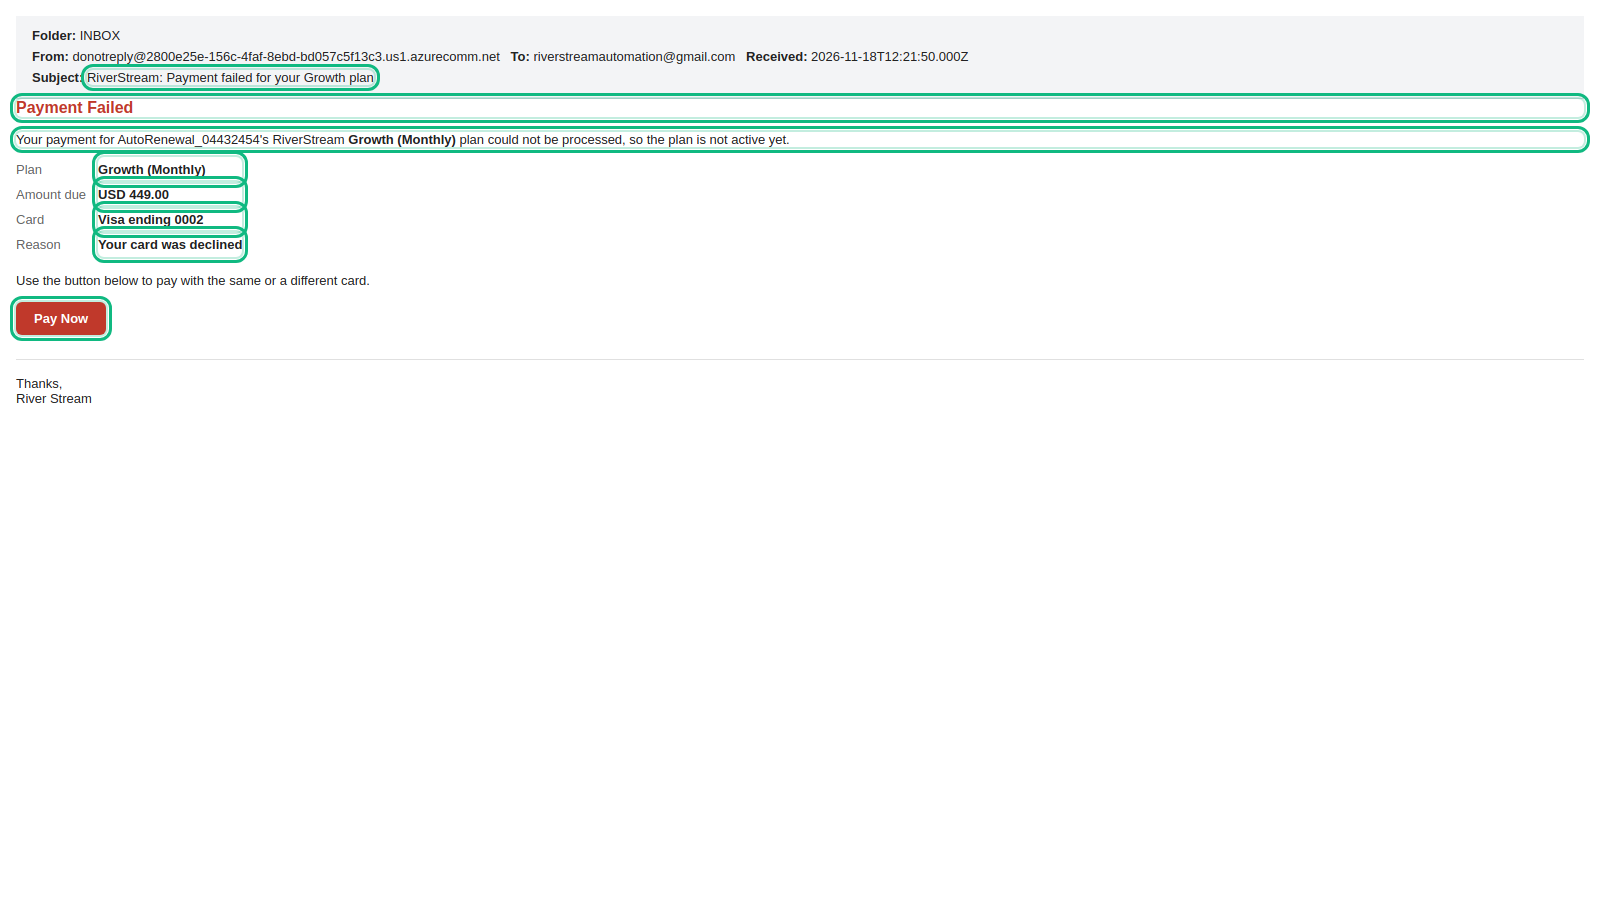 Folder: INBOX
From: donotreply@2800e25e-156c-4faf-8ebd-bd057c5f13c3.us1.azurecomm.net To: riverstreamautomation@gmail.com Received: 2026-11-18T12:21:50.000Z
Subject: RiverStream: Payment failed for your Growth plan
Payment Failed
Your payment for AutoRenewal_04432454's RiverStream Growth (Monthly) plan could not be processed, so the plan is not active yet.
Plan Growth (Monthly)
Amount due USD 449.00
Card Visa ending 0002
Reason Your card was declined
Use the button below to pay with the same or a different card.
Pay Now
Thanks,
River Stream